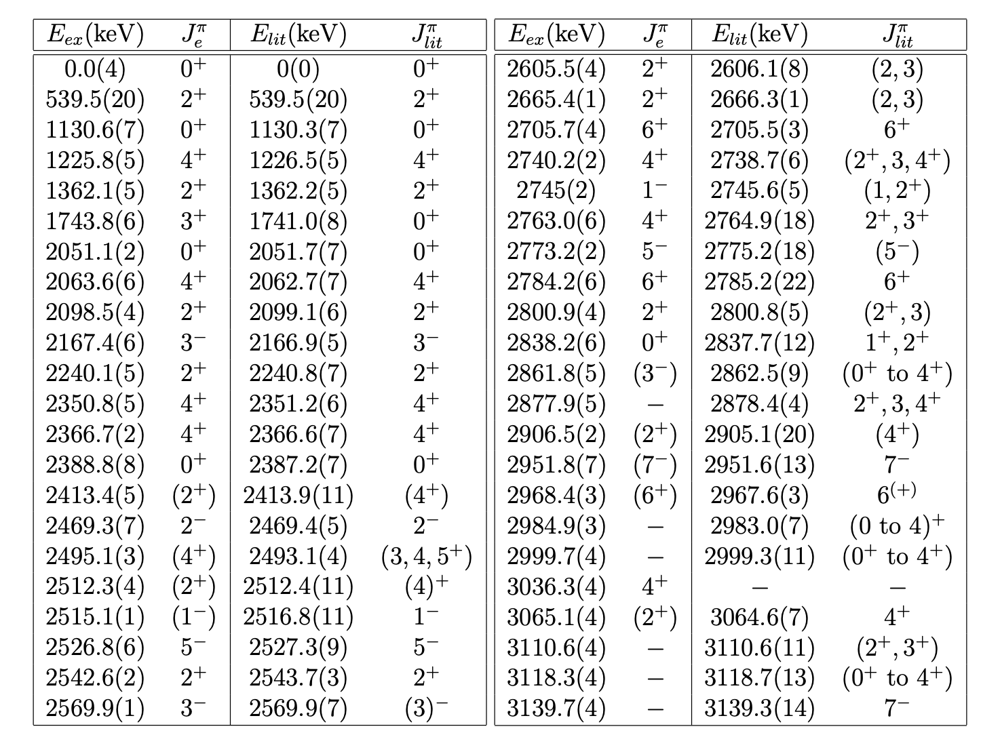 E_ex(keV) J^π_e E_lit(keV) J^π_lit E_ex(keV) J^π_e E_lit(keV) J^π_lit
0.0(4) 0⁺ 0(0) 0⁺ 2605.5(4) 2⁺ 2606.1(8) (2, 3)
539.5(20) 2⁺ 539.5(20) 2⁺ 2665.4(1) 2⁺ 2666.3(1) (2, 3)
1130.6(7) 0⁺ 1130.3(7) 0⁺ 2705.7(4) 6⁺ 2705.5(3) 6⁺
1225.8(5) 4⁺ 1226.5(5) 4⁺ 2740.2(2) 4⁺ 2738.7(6) (2⁺, 3, 4⁺)
1362.1(5) 2⁺ 1362.2(5) 2⁺ 2745(2) 1⁻ 2745.6(5) (1, 2⁺)
1743.8(6) 3⁺ 1741.0(8) 0⁺ 2763.0(6) 4⁺ 2764.9(18) 2⁺, 3⁺
2051.1(2) 0⁺ 2051.7(7) 0⁺ 2773.2(2) 5⁻ 2775.2(18) (5⁻)
2063.6(6) 4⁺ 2062.7(7) 4⁺ 2784.2(6) 6⁺ 2785.2(22) 6⁺
2098.5(4) 2⁺ 2099.1(6) 2⁺ 2800.9(4) 2⁺ 2800.8(5) (2⁺, 3)
2167.4(6) 3⁻ 2166.9(5) 3⁻ 2838.2(6) 0⁺ 2837.7(12) 1⁺, 2⁺
2240.1(5) 2⁺ 2240.8(7) 2⁺ 2861.8(5) (3⁻) 2862.5(9) (0⁺ to 4⁺)
2350.8(5) 4⁺ 2351.2(6) 4⁺ 2877.9(5) − 2878.4(4) 2⁺, 3, 4⁺
2366.7(2) 4⁺ 2366.6(7) 4⁺ 2906.5(2) (2⁺) 2905.1(20) (4⁺)
2388.8(8) 0⁺ 2387.2(7) 0⁺ 2951.8(7) (7⁻) 2951.6(13) 7⁻
2413.4(5) (2⁺) 2413.9(11) (4⁺) 2968.4(3) (6⁺) 2967.6(3) 6⁽⁺⁾
2469.3(7) 2⁻ 2469.4(5) 2⁻ 2984.9(3) − 2983.0(7) (0 to 4)⁺
2495.1(3) (4⁺) 2493.1(4) (3, 4, 5⁺) 2999.7(4) − 2999.3(11) (0⁺ to 4⁺)
2512.3(4) (2⁺) 2512.4(11) (4)⁺ 3036.3(4) 4⁺ − −
2515.1(1) (1⁻) 2516.8(11) 1⁻ 3065.1(4) (2⁺) 3064.6(7) 4⁺
2526.8(6) 5⁻ 2527.3(9) 5⁻ 3110.6(4) − 3110.6(11) (2⁺, 3⁺)
2542.6(2) 2⁺ 2543.7(3) 2⁺ 3118.3(4) − 3118.7(13) (0⁺ to 4⁺)
2569.9(1) 3⁻ 2569.9(7) (3)⁻ 3139.7(4) − 3139.3(14) 7⁻